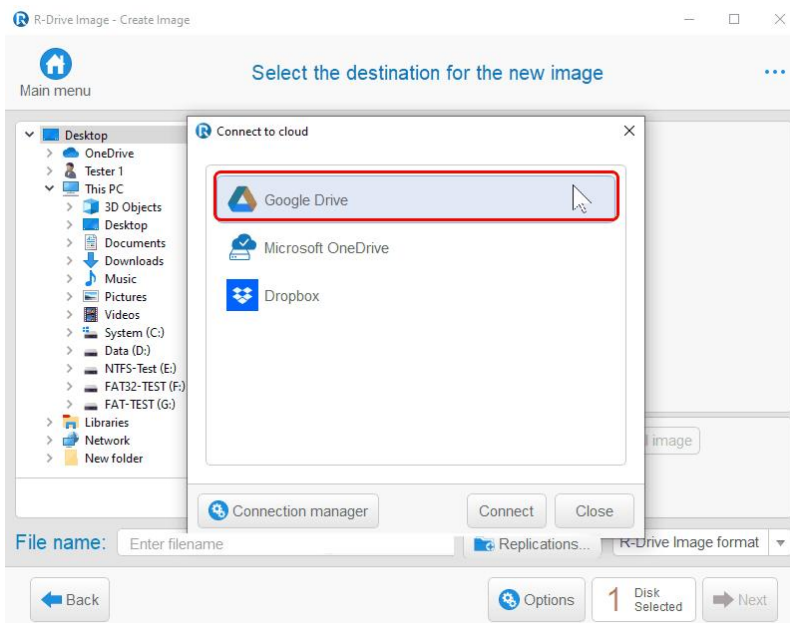 R-Drive Image - Create Image
Main menu
Select the destination for the new image
Desktop
OneDrive
Tester 1
This PC
3D Objects
Desktop
Documents
Downloads
Music
Pictures
Videos
System (C:)
Data (D:)
NTFS-Test (E:)
FAT32-TEST (F:)
FAT-TEST (G:)
Libraries
Network
New folder
Connect to cloud
Google Drive
Microsoft OneDrive
Dropbox
Connection manager
Connect
Close
image
File name:
Enter filename
Replications...
R-Drive Image format
Back
Options
1 Disk
Selected
Next